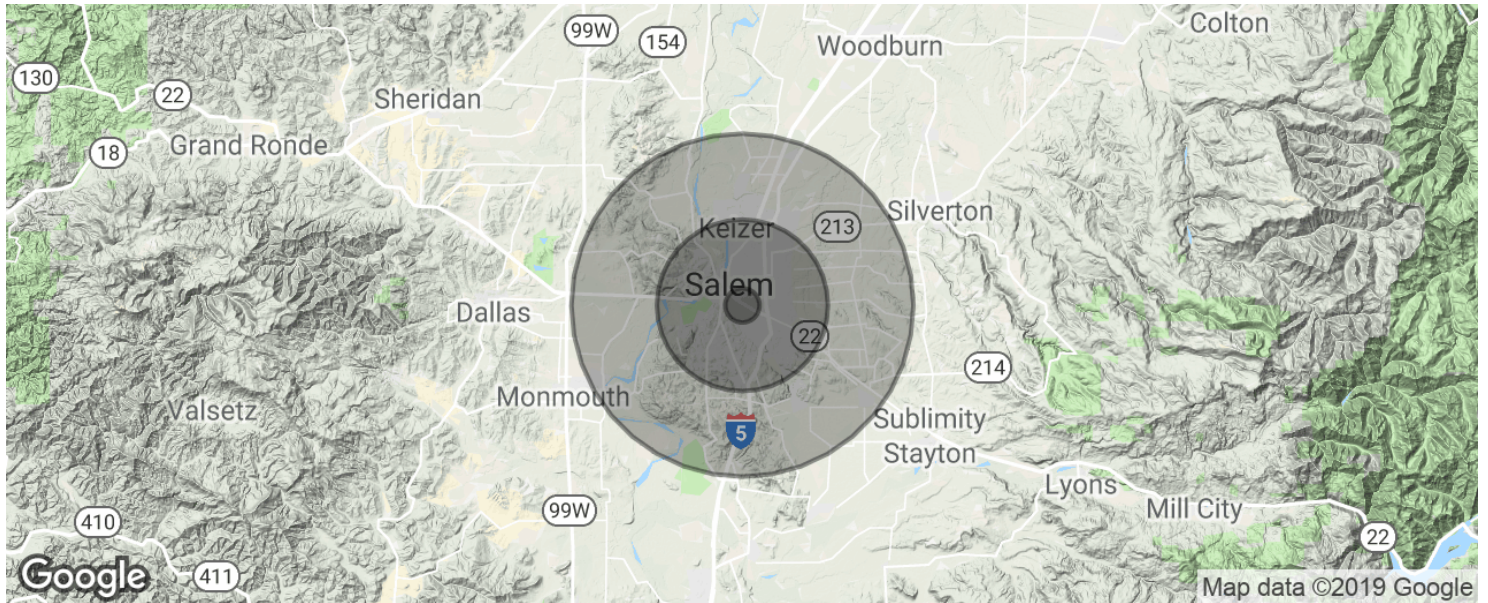 Colton
99W
154
Woodburn
130
22
Sheridan
Grand Ronde
18
Silverton
213
Keizer
Salem
Dallas
22
214
Monmouth
Valsetz
Sublimity
5
Stayton
Lyons
Mill City
99W
410
22
411
Google
Map data ©2019 Google